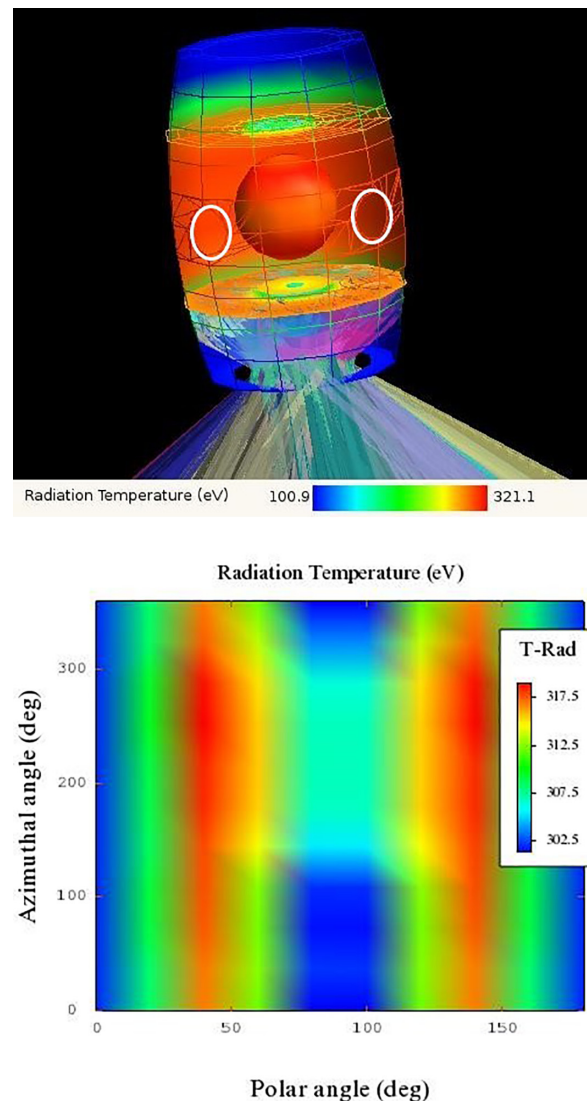 Radiation Temperature (eV) 100.9 321.1
Radiation Temperature (eV)
T-Rad
317.5
312.5
307.5
302.5
300
200
100
0
Azimuthal angle (deg)
0 50 100 150
Polar angle (deg)